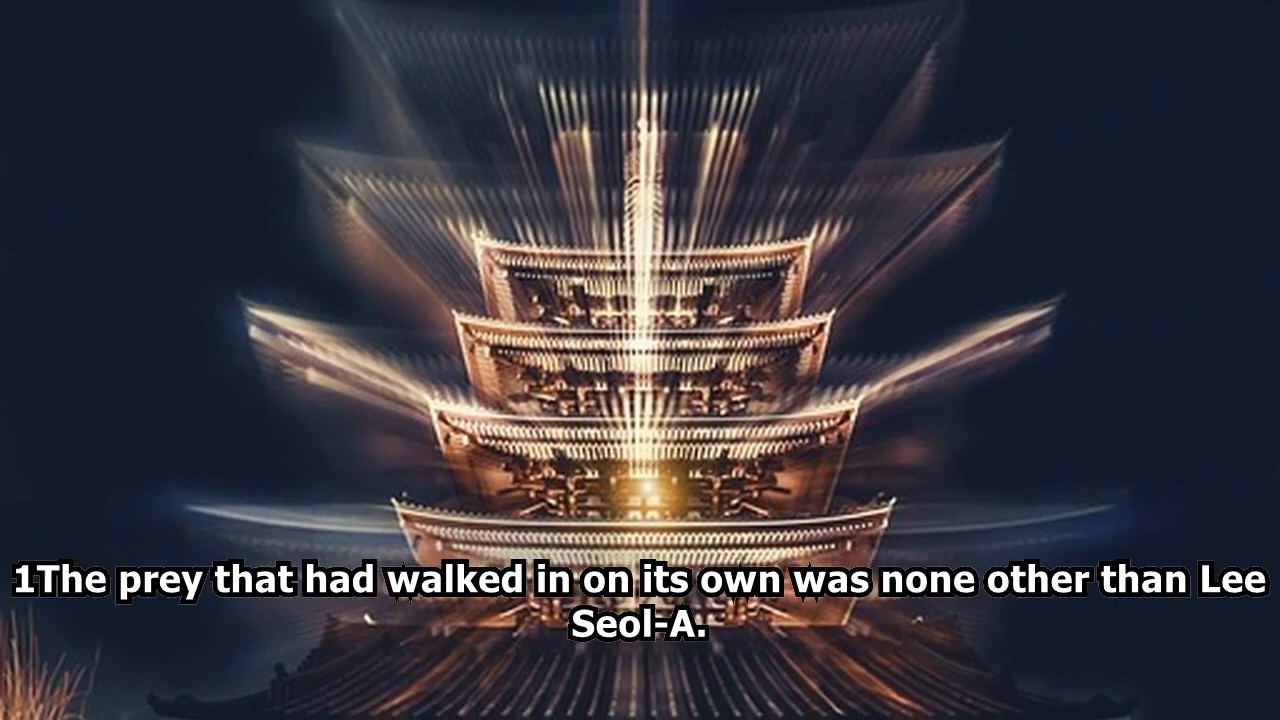 1The prey that had walked in on its own was none other than Lee
Seol-A.